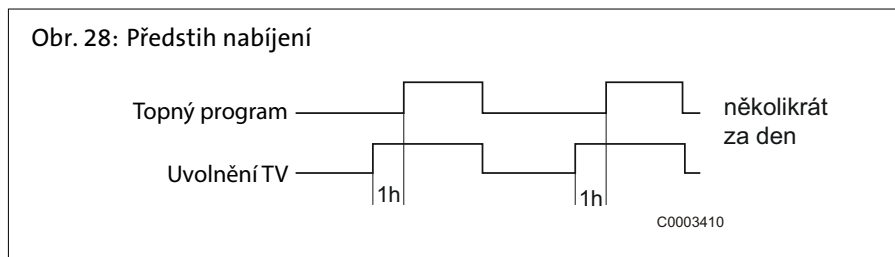 Obr. 28: Předstih nabíjení
Topný program
několikrát
za den
Uvolnění TV
1h
1h
C0003410